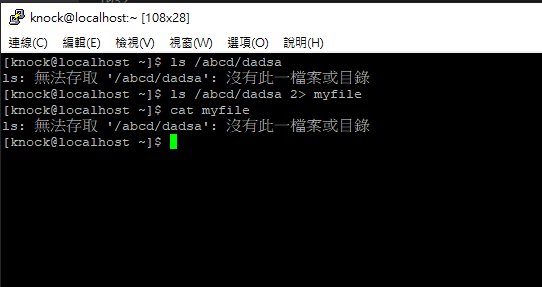 knock@localhost:~ [108x28]
連線(C) 編輯(E) 檢視(V) 視窗(W) 選項(O) 說明(H)
[knock@localhost ~]$ ls /abcd/dadsa
ls: 無法存取 '/abcd/dadsa': 沒有此一檔案或目錄
[knock@localhost ~]$ ls /abcd/dadsa 2> myfile
[knock@localhost ~]$ cat myfile
ls: 無法存取 '/abcd/dadsa': 沒有此一檔案或目錄
[knock@localhost ~]$